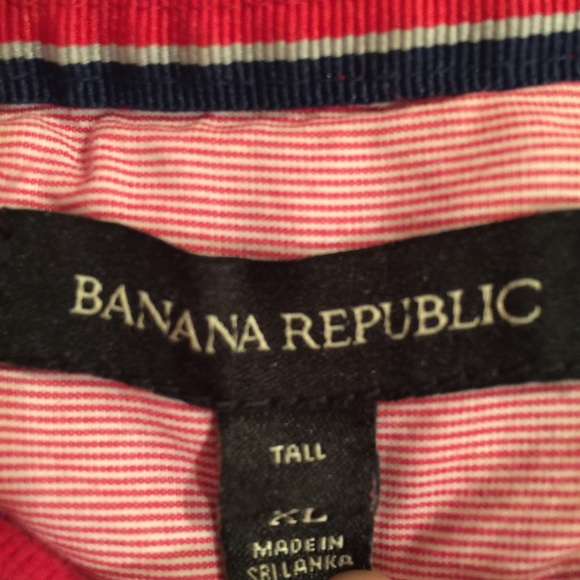 BANANA REPUBLIC
TALL
XL
MADE IN
SRI LANKA